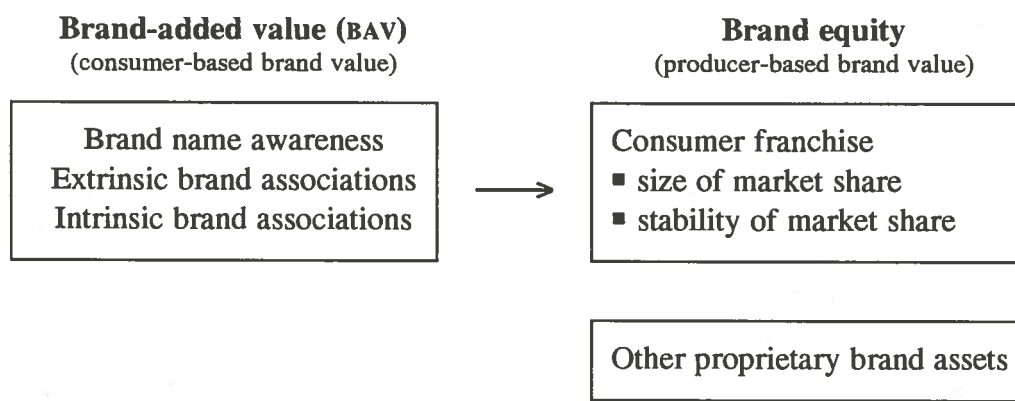 Brand-added value (BAV)
(consumer-based brand value)
Brand name awareness
Extrinsic brand associations
Intrinsic brand associations
Brand equity
(producer-based brand value)
Consumer franchise
▪ size of market share
▪ stability of market share
Other proprietary brand assets